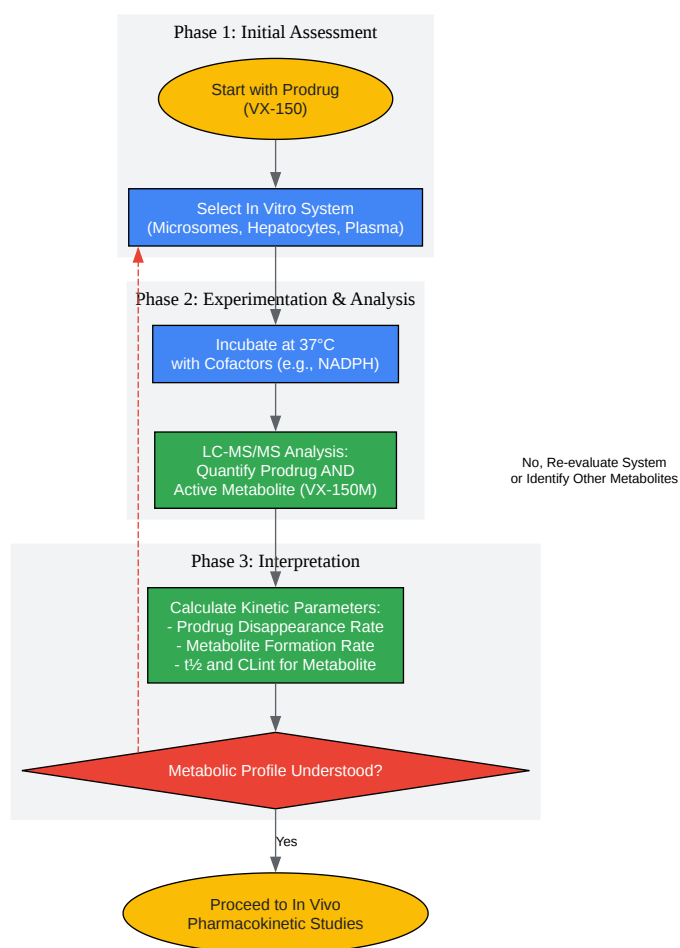 Phase 1: Initial Assessment
Start with Prodrug
(VX-150)
Select In Vitro System
(Microsomes, Hepatocytes, Plasma)
Phase 2: Experimentation & Analysis
Incubate at 37°C
with Cofactors (e.g., NADPH)
LC-MS/MS Analysis:
Quantify Prodrug AND
Active Metabolite (VX-150M)
No, Re-evaluate System
or Identify Other Metabolites
Phase 3: Interpretation
Calculate Kinetic Parameters:
- Prodrug Disappearance Rate
- Metabolite Formation Rate
- t½ and CLint for Metabolite
Metabolic Profile Understood?
Yes
Proceed to In Vivo
Pharmacokinetic Studies